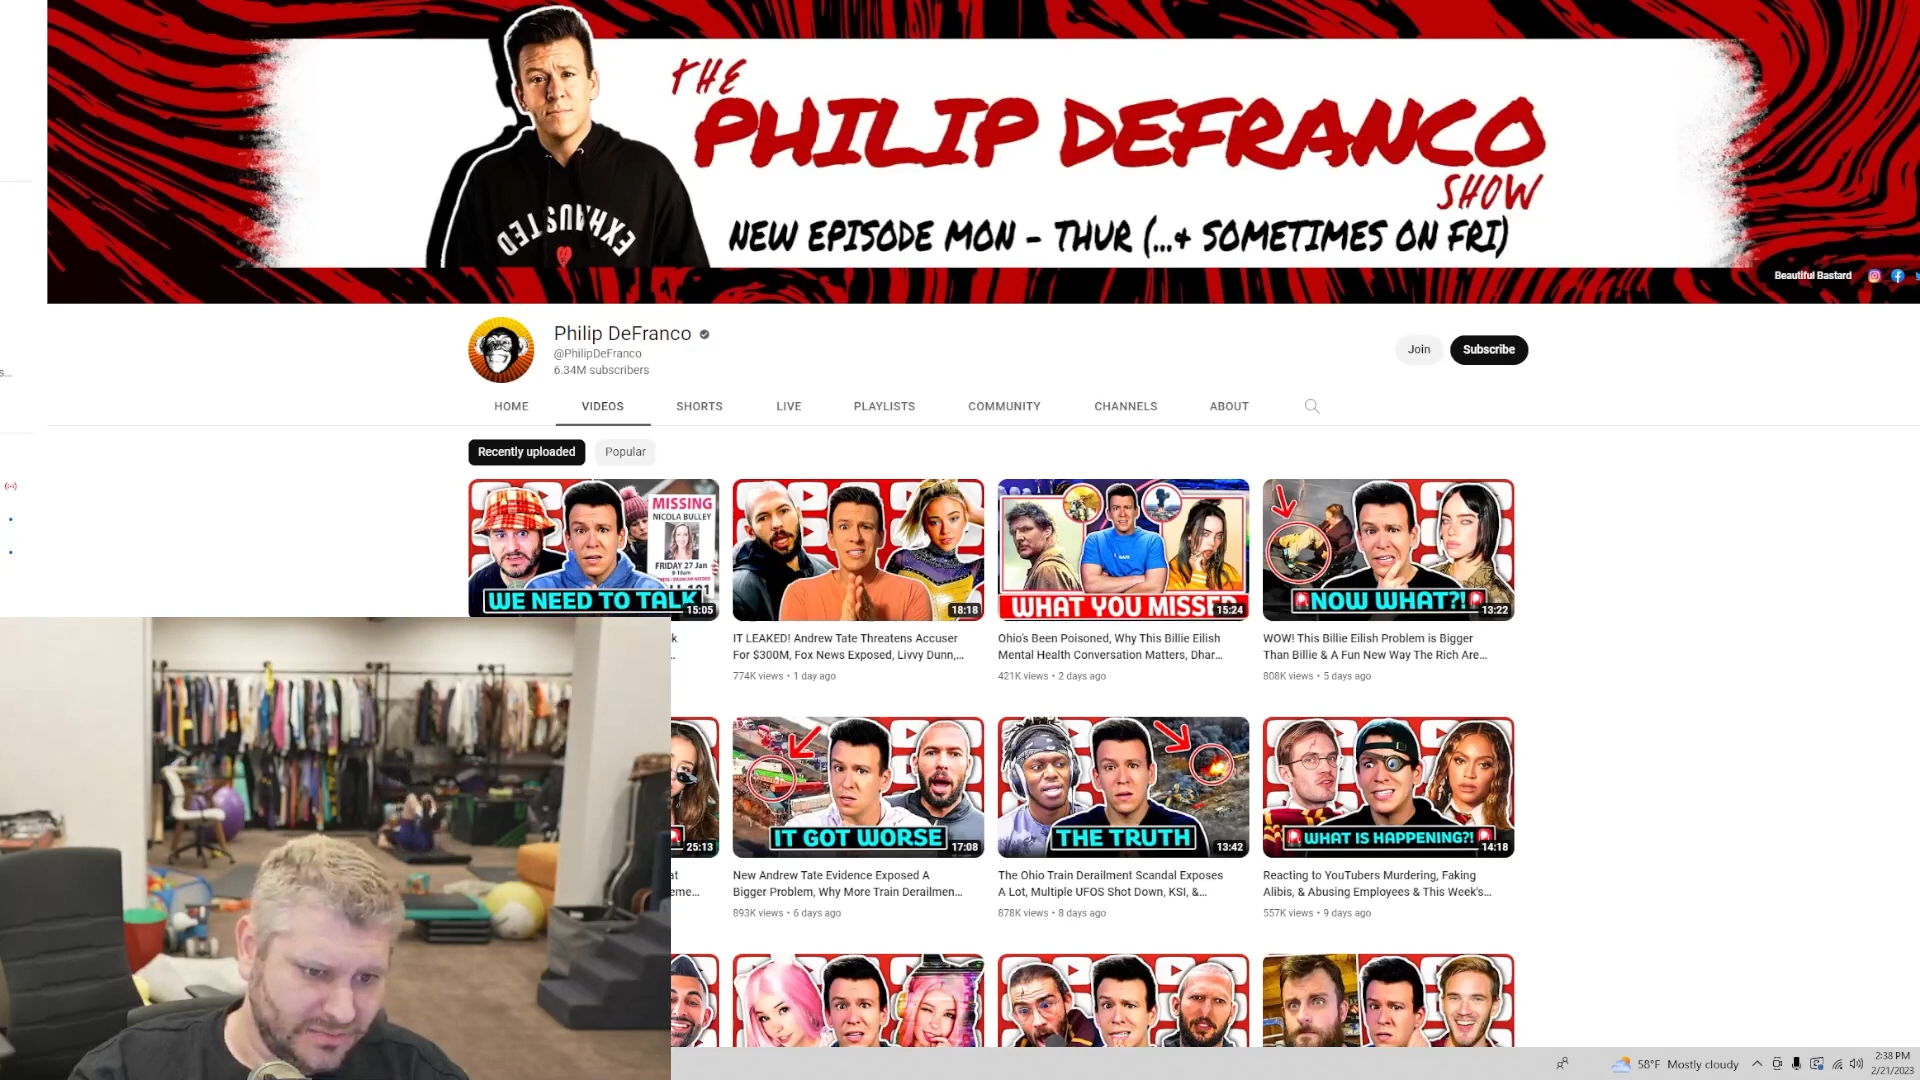 THE
PHILIP DEFRANCO
SHOW
NEW EPISODE MON - THUR (...+ SOMETIMES ON FRI)
EXHAUSTED
Beautiful Bastard
Philip DeFranco
@PhilipDeFranco
6.34M subscribers
Join
Subscribe
HOME
VIDEOS
SHORTS
LIVE
PLAYLISTS
COMMUNITY
CHANNELS
ABOUT
s...
Recently uploaded
Popular
MISSING
NICOLA BULLEY
FRIDAY 27 Jan
9-10am
WE NEED TO TALK
15:05
18:18
WHAT YOU MISSED
15:24
NOW WHAT?!
13:22
k
...
IT LEAKED! Andrew Tate Threatens Accuser
For $300M, Fox News Exposed, Livvy Dunn,...
774K views • 1 day ago
Ohio's Been Poisoned, Why This Billie Eilish
Mental Health Conversation Matters, Dhar...
421K views • 2 days ago
WOW! This Billie Eilish Problem is Bigger
Than Billie & A Fun New Way The Rich Are...
808K views • 5 days ago
25:13
IT GOT WORSE
17:08
THE TRUTH
13:42
WHAT IS HAPPENING?!
14:18
at
eme...
New Andrew Tate Evidence Exposed A
Bigger Problem, Why More Train Derailmen...
893K views • 6 days ago
The Ohio Train Derailment Scandal Exposes
A Lot, Multiple UFOS Shot Down, KSI, &...
878K views • 8 days ago
Reacting to YouTubers Murdering, Faking
Alibis, & Abusing Employees & This Week's...
557K views • 9 days ago
58°F Mostly cloudy
2:38 PM
2/21/2023